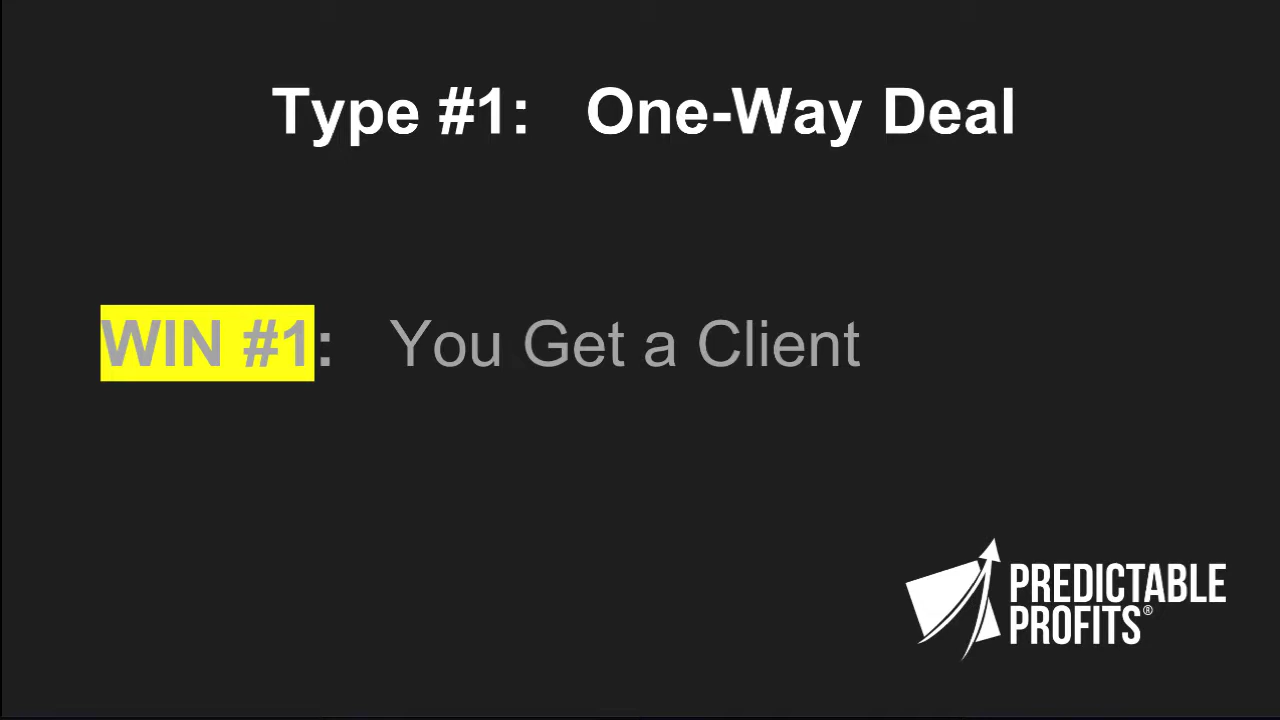 Type #1: One-Way Deal
WIN #1: You Get a Client
PREDICTABLE
PROFITS®